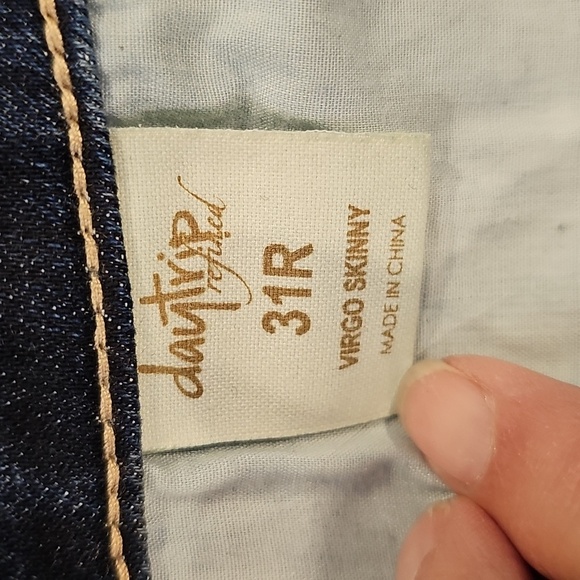 daytrip
refined
31R
VIRGO SKINNY
MADE IN CHINA